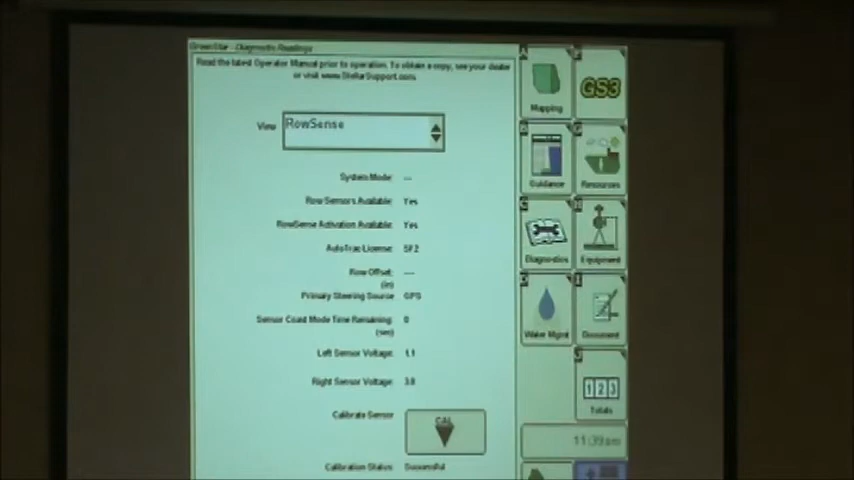 GreenStar - Diagnostic Readings
Read the latest Operator Manual prior to operation. To obtain a copy, see your dealer
or visit www.StellarSupport.com.
View
RowSense
System Mode: ---
Row Sensors Available: Yes
RowSense Activation Available: Yes
AutoTrac License: SF2
Row Offset: ---
(in)
Primary Steering Source GPS
Sensor Coast Mode Time Remaining: 0
(sec)
Left Sensor Voltage: 1.1
Right Sensor Voltage: 3.8
Calibrate Sensor
CAL
Calibration Status: Successful
A
Mapping
F
GS3
B
Guidance
G
Resources
C
Diagnostics
H
Equipment
D
Water Mgmt
I
Document
Totals
123
11:39am